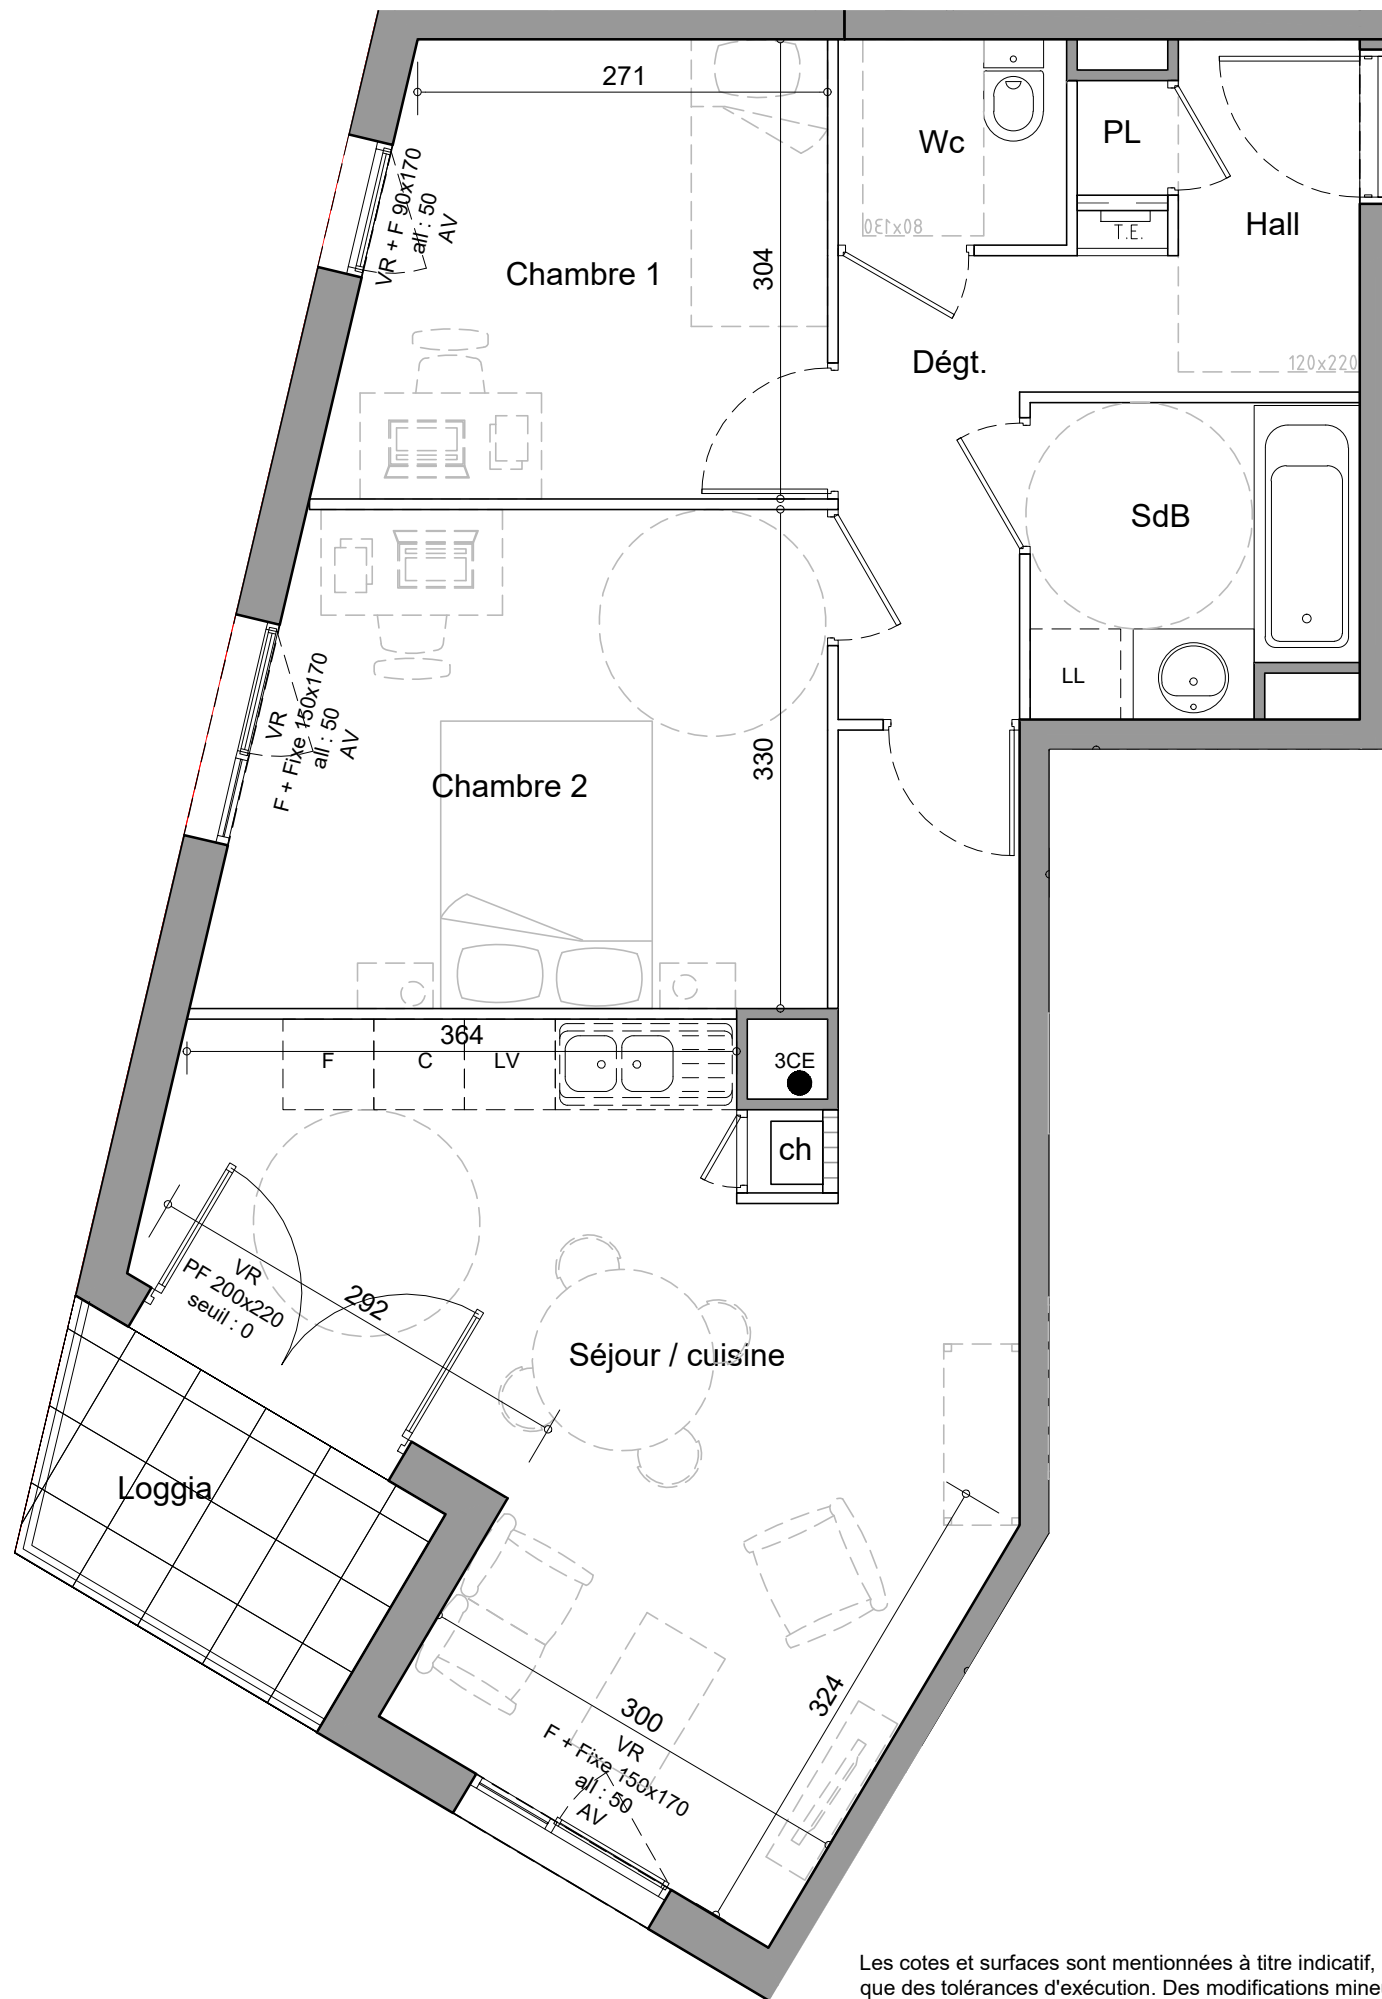 271
Wc
PL
VR + F 90x170
all : 50
AV
80x130
T.E.
Hall
304
Chambre 1
Dégt.
120x220
SdB
VR
F + Fixe 150x170
all : 50
AV
LL
330
Chambre 2
364
F
C
LV
3CE
ch
VR
PF 200x220
seuil : 0
292
Séjour / cuisine
Loggia
324
300
VR
F + Fixe 150x170
all : 50
AV
Les cotes et surfaces sont mentionnées à titre indicatif,
que des tolérances d'exécution. Des modifications mine